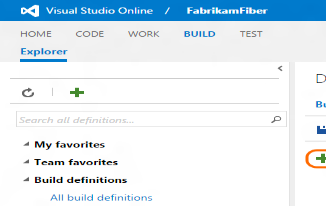 Visual Studio Online / FabrikamFiber
HOME CODE WORK BUILD TEST
Explorer
Search all definitions...
My favorites
Team favorites
Build definitions
All build definitions